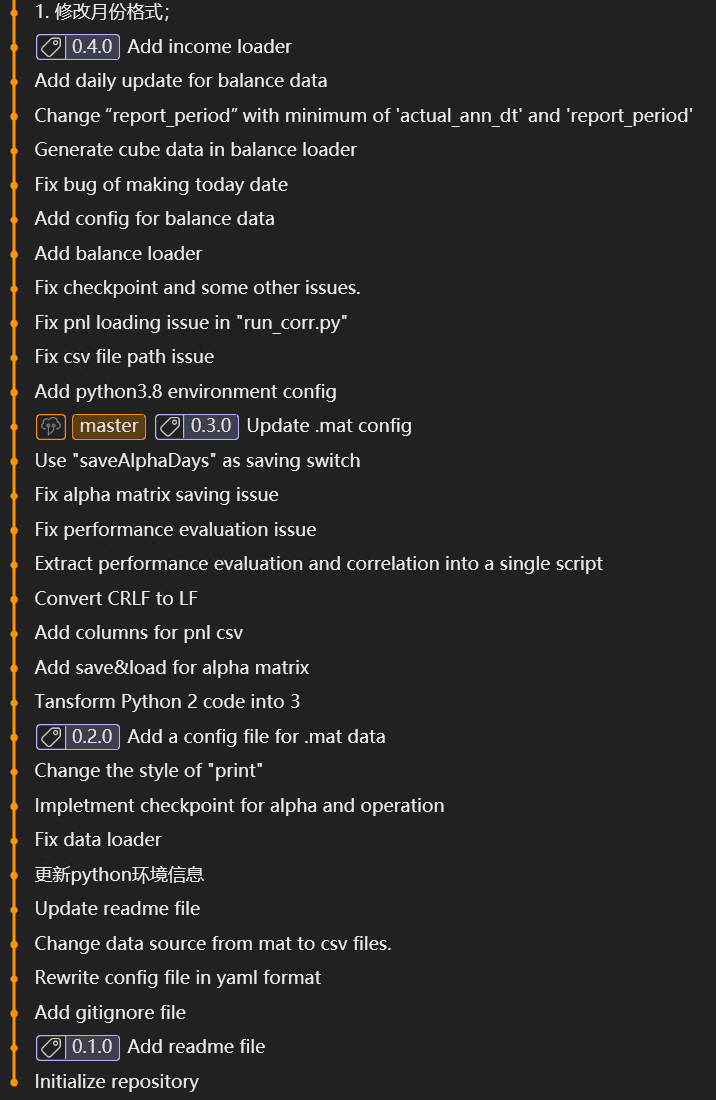 1. 修改月份格式；
0.4.0 Add income loader
Add daily update for balance data
Change “report_period” with minimum of 'actual_ann_dt' and 'report_period'
Generate cube data in balance loader
Fix bug of making today date
Add config for balance data
Add balance loader
Fix checkpoint and some other issues.
Fix pnl loading issue in "run_corr.py"
Fix csv file path issue
Add python3.8 environment config
master 0.3.0 Update .mat config
Use "saveAlphaDays" as saving switch
Fix alpha matrix saving issue
Fix performance evaluation issue
Extract performance evaluation and correlation into a single script
Convert CRLF to LF
Add columns for pnl csv
Add save&load for alpha matrix
Tansform Python 2 code into 3
0.2.0 Add a config file for .mat data
Change the style of "print"
Impletment checkpoint for alpha and operation
Fix data loader
更新python环境信息
Update readme file
Change data source from mat to csv files.
Rewrite config file in yaml format
Add gitignore file
0.1.0 Add readme file
Initialize repository